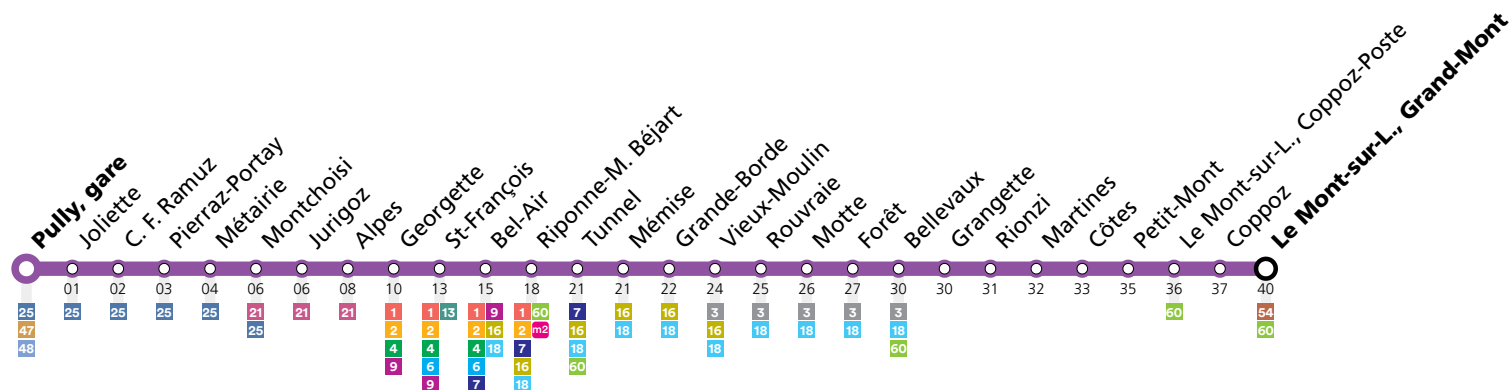 Pully, gare
Joliette
C. F. Ramuz
Pierraz-Portay
Métairie
Montchoisi
Jurigoz
Alpes
Georgette
St-François
Bel-Air
Riponne-M. Béjart
Tunnel
Mémise
Grande-Borde
Vieux-Moulin
Rouvraie
Motte
Forêt
Bellevaux
Grangette
Rionzi
Martines
Côtes
Petit-Mont
Le Mont-sur-L., Coppoz-Poste
Coppoz
Le Mont-sur-L., Grand-Mont
01 02 03 04 06 06 08 10 13 15 18 21 21 22 24 25 26 27 30 30 31 32 33 35 36 37 40
25 25 25 25 25 21 21 21 1 1 13 1 9 1 60 7 16 16 3 3 3 3 3 60 54
47 25 2 2 2 16 2 m2 16 18 18 16 18 18 18 18 60
48 4 4 4 18 7 18 18 60
9 6 6 16 60
9 7 18